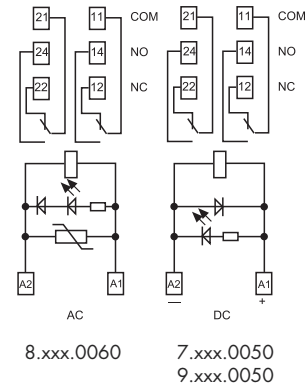 21 11 COM 21 11 COM
24 14 NO 24 14 NO
22 12 NC 22 12 NC
A2 A1 A2 A1
— +
AC DC
8.xxx.0060 7.xxx.0050
9.xxx.0050